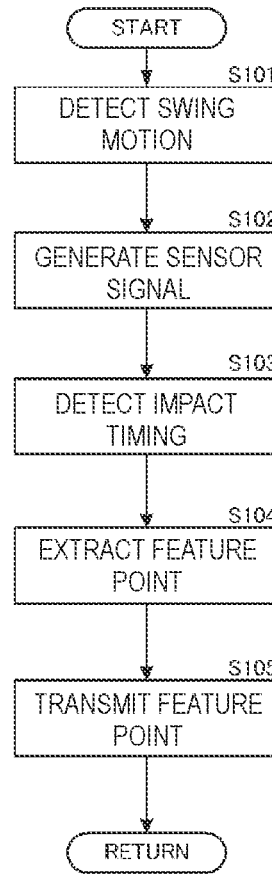 START
S101
DETECT SWING
MOTION
S102
GENERATE SENSOR
SIGNAL
S103
DETECT IMPACT
TIMING
S104
EXTRACT FEATURE
POINT
S105
TRANSMIT FEATURE
POINT
RETURN